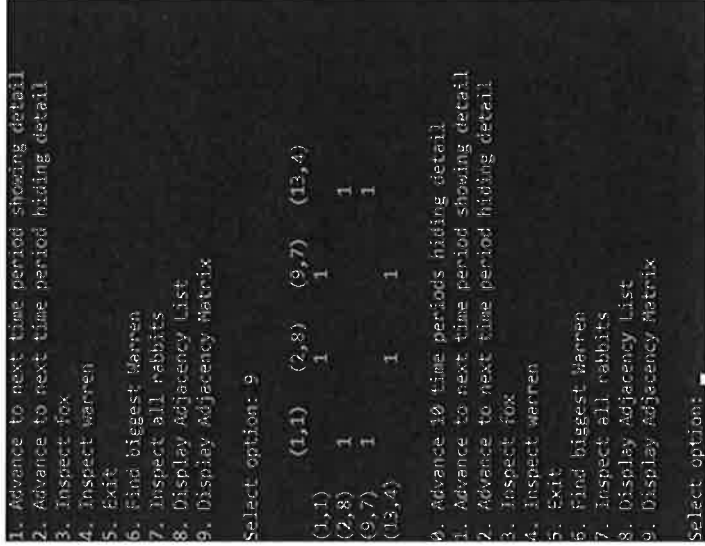 1. Advance to next time period showing detail
2. Advance to next time period hiding detail
3. Inspect fox
4. Inspect warren
5. Exit
6. Find biggest Warren
7. Inspect all rabbits
8. Display Adjacency List
9. Display Adjacency Matrix
Select option: 9
(1,1) (2,8) (9,7) (13,4)
(1,1) 1 1
(2,8) 1 1
(9,7) 1 1
(13,4) 1 1
0. Advance 10 time periods hiding detail
1. Advance to next time period showing detail
2. Advance to next time period hiding detail
3. Inspect fox
4. Inspect warren
5. Exit
6. Find biggest Warren
7. Inspect all rabbits
8. Display Adjacency List
9. Display Adjacency Matrix
Select option: